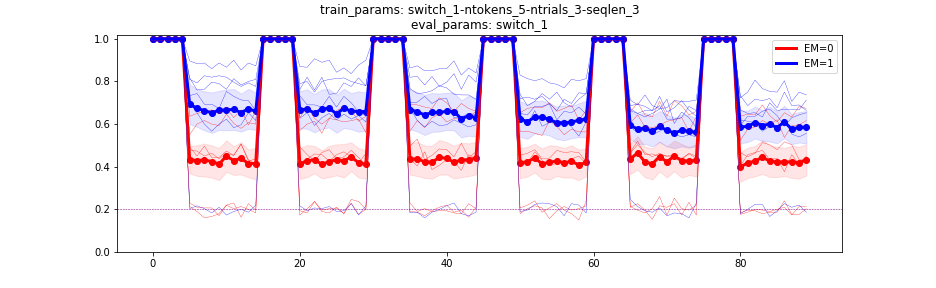 train_params: switch_1-ntokens_5-ntrials_3-seqlen_3
eval_params: switch_1
1.0
0.8
0.6
0.4
0.2
0.0
EM=0
EM=1
0
20
40
60
80